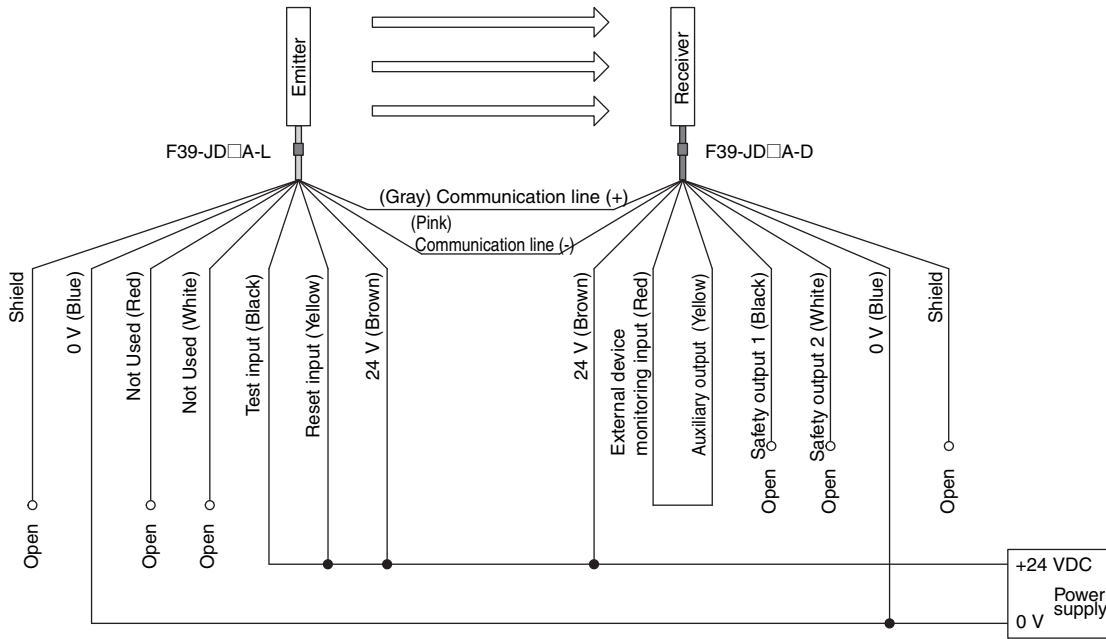 Emitter
Receiver
F39-JD□A-L
F39-JD□A-D
(Gray) Communication line (+)
(Pink)
Communication line (-)
Shield
0 V (Blue)
Not Used (Red)
Not Used (White)
Test input (Black)
Reset input (Yellow)
24 V (Brown)
24 V (Brown)
External device
monitoring input (Red)
Auxiliary output (Yellow)
Safety output 1 (Black)
Safety output 2 (White)
0 V (Blue)
Shield
Open
Open
Open
Open
Open
Open
+24 VDC
Power
supply
0 V